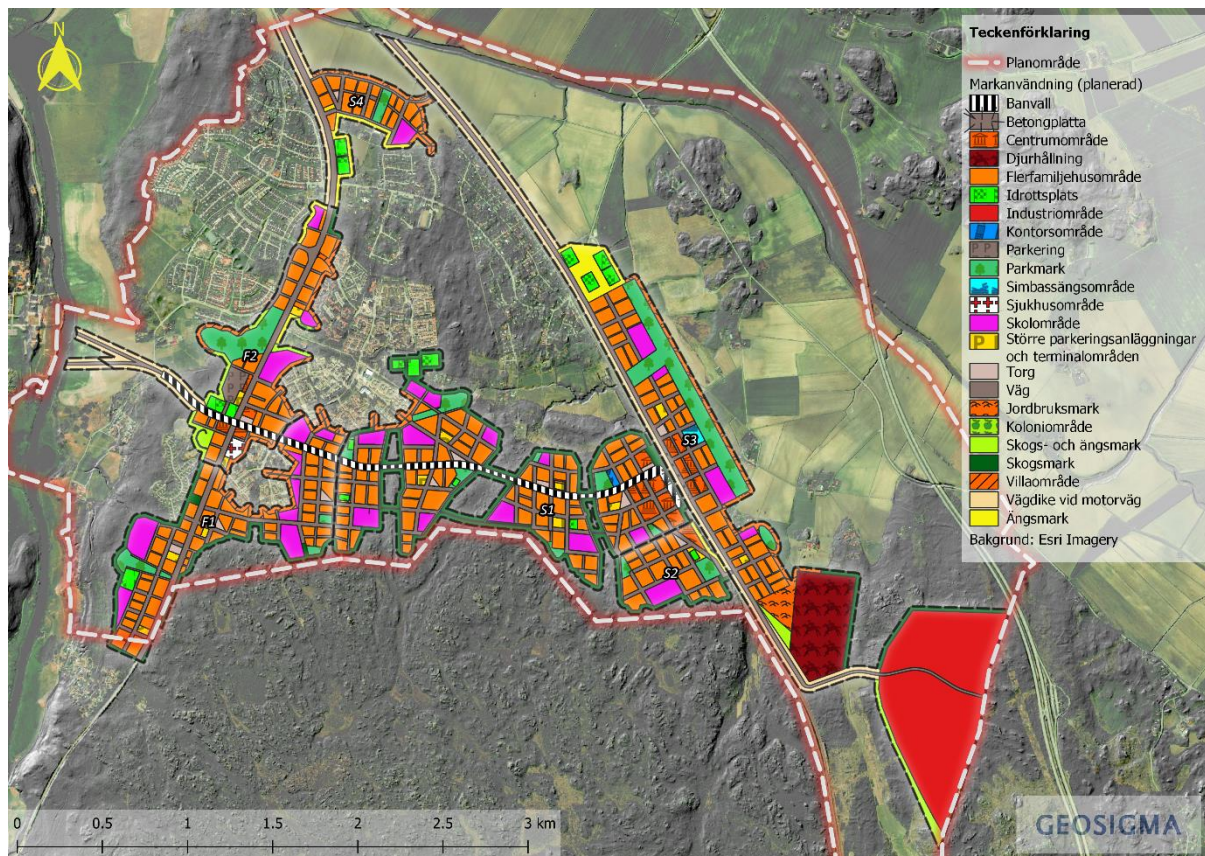 N
Teckenförklaring
Planområde
Markanvändning (planerad)
Banvall
Betongplatta
Centrumområde
Djurhållning
Flerfamiljehusområde
Idrottsplats
Industriområde
Kontorsområde
P P
Parkering
Parkmark
Simbassängsområde
Sjukhusområde
Skolområde
P
Större parkeringsanläggningar
och terminalområden
Torg
Väg
Jordbruksmark
Koloniområde
Skogs- och ängsmark
Skogsmark
Villaområde
Vägdike vid motorväg
Ängsmark
Bakgrund: Esri Imagery
S4
F2
S3
S1
F1
S2
0 0.5 1 1.5 2 2.5 3 km
GEOSIGMA